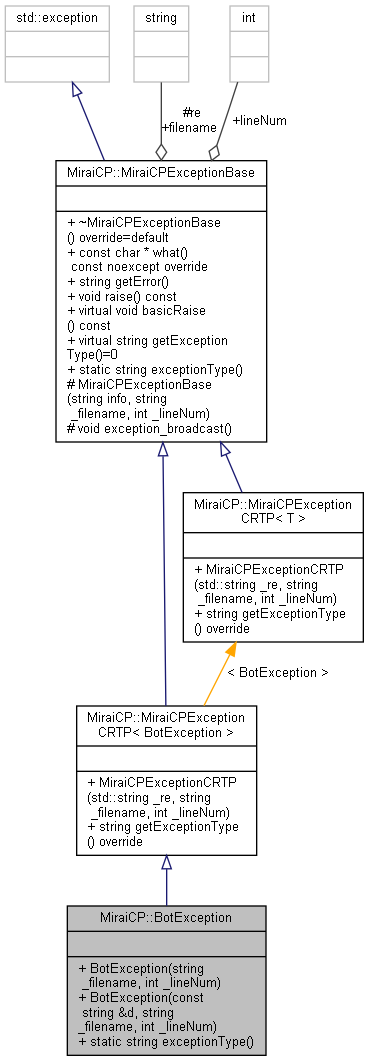 std::exception
string
int
#re
+filename
+lineNum
MiraiCP::MiraiCPExceptionBase
+ ~MiraiCPExceptionBase
() override=default
+ const char * what()
const noexcept override
+ string getError()
+ void raise() const
+ virtual void basicRaise
() const
+ virtual string getException
Type()=0
+ static string exceptionType()
# MiraiCPExceptionBase
(string info, string
_filename, int _lineNum)
# void exception_broadcast()
MiraiCP::MiraiCPException
CRTP< T >
+ MiraiCPExceptionCRTP
(std::string _re, string
_filename, int _lineNum)
+ string getExceptionType
() override
< BotException >
MiraiCP::MiraiCPException
CRTP< BotException >
+ MiraiCPExceptionCRTP
(std::string _re, string
_filename, int _lineNum)
+ string getExceptionType
() override
MiraiCP::BotException
+ BotException(string
_filename, int _lineNum)
+ BotException(const
string &d, string
_filename, int _lineNum)
+ static string exceptionType()